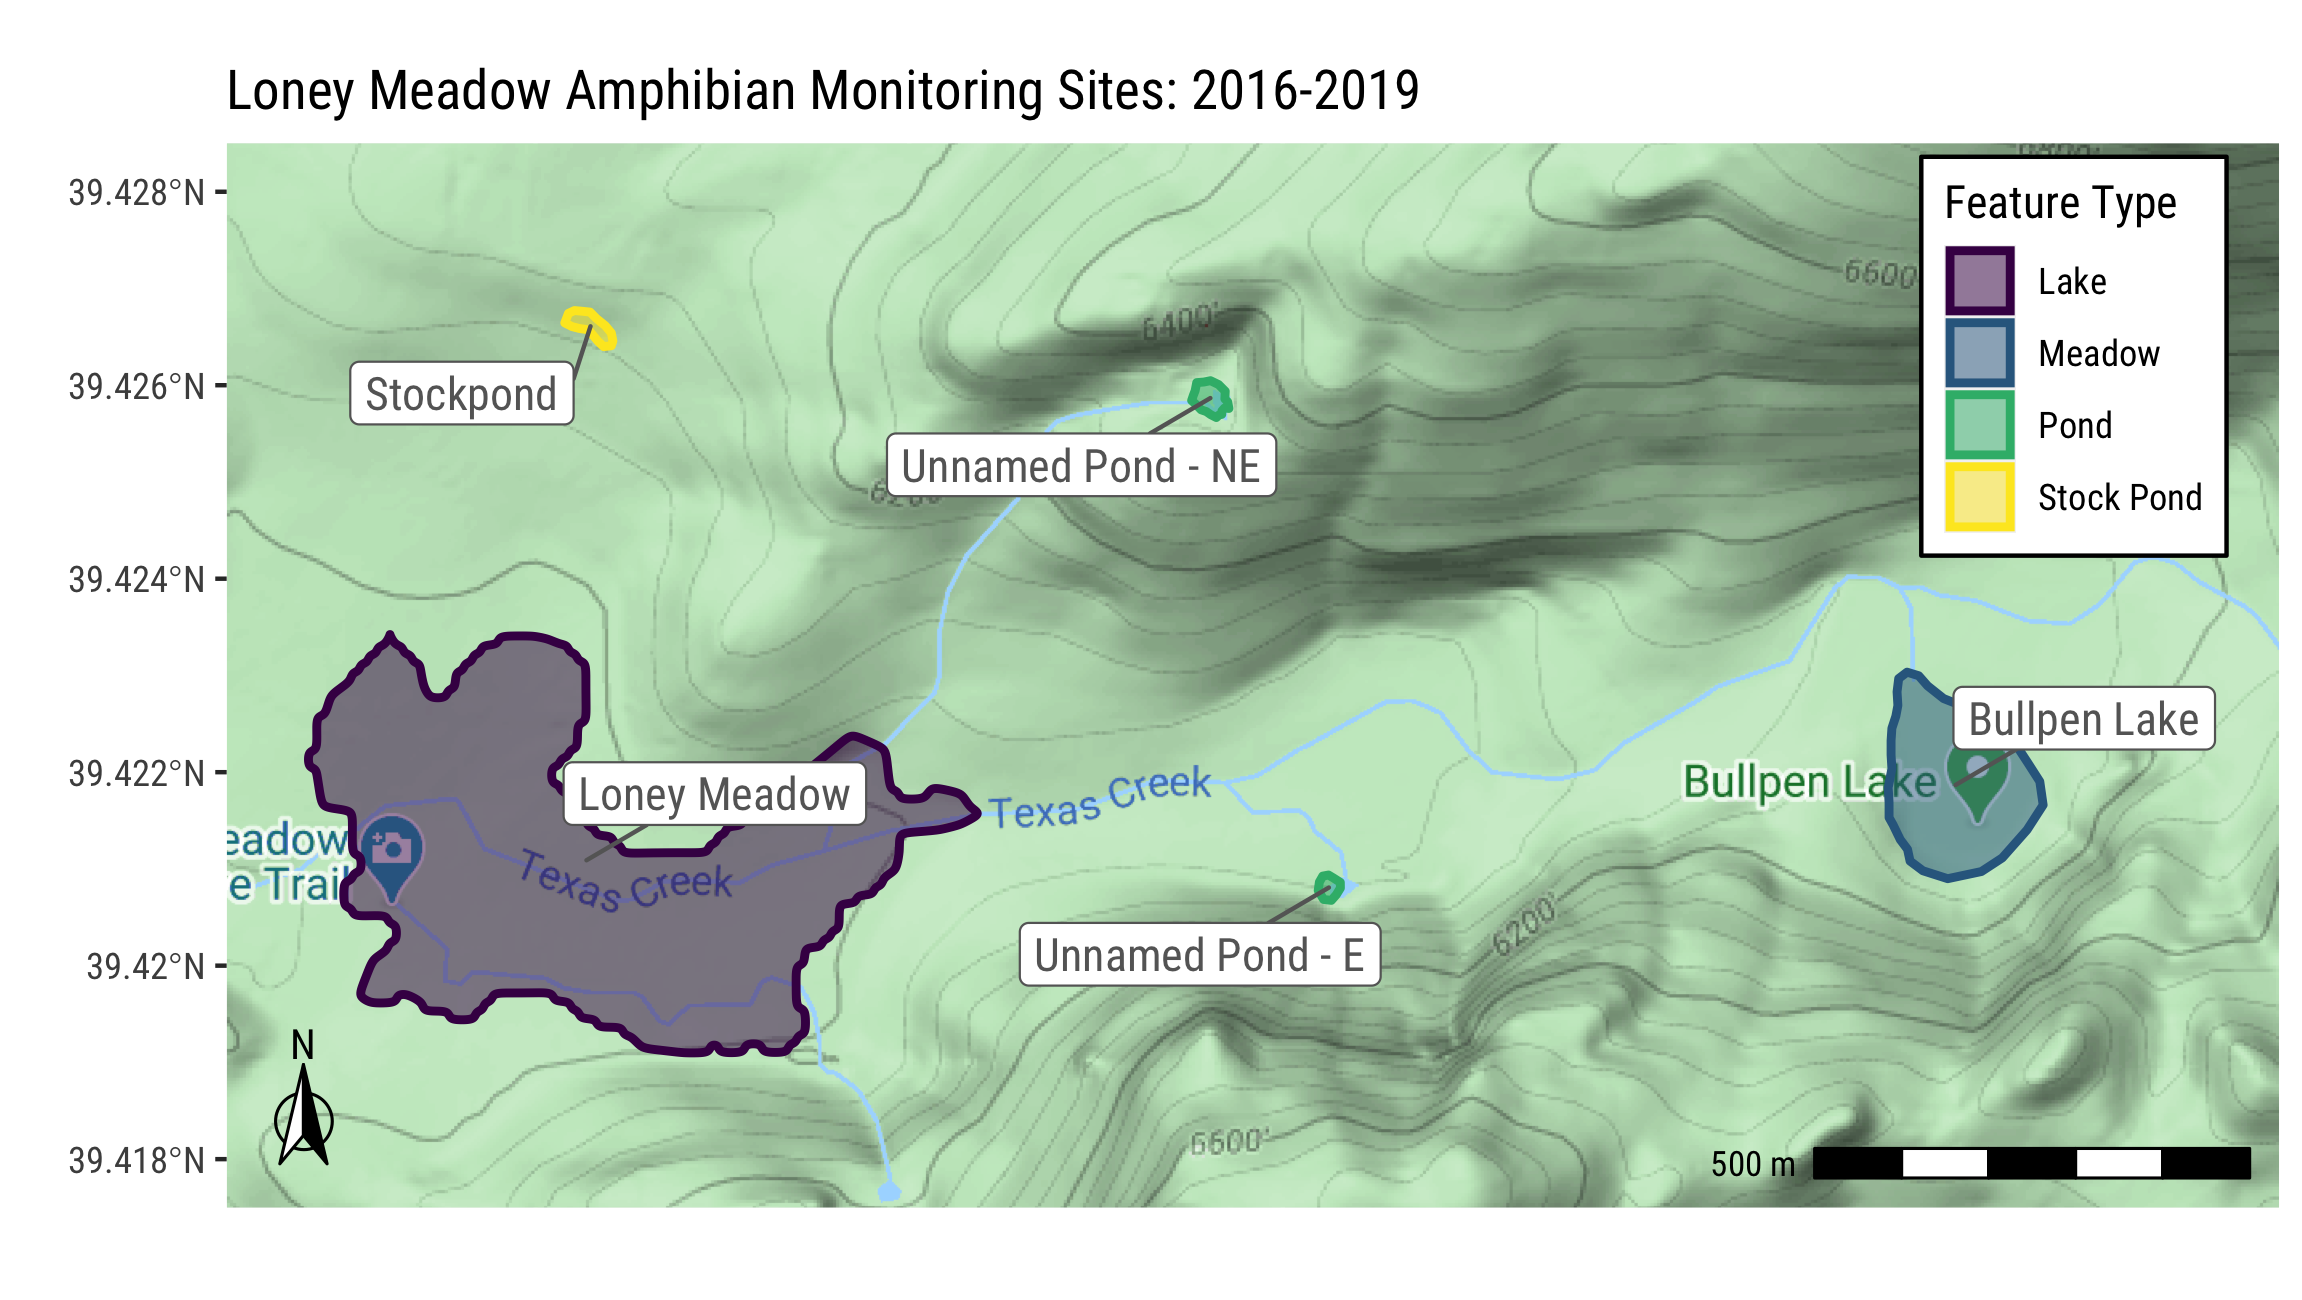 Loney Meadow Amphibian Monitoring Sites: 2016-2019
39.428°N
39.426°N
39.424°N
39.422°N
39.42°N
39.418°N
Feature Type
Lake
Meadow
Pond
Stock Pond
6600
6400'
Stockpond
Unnamed Pond - NE
Bullpen Lake
Bullpen Lake
Loney Meadow
Texas Creek
Texas Creek
eadow
e Trail
Unnamed Pond - E
6200'
6600'
N
500 m